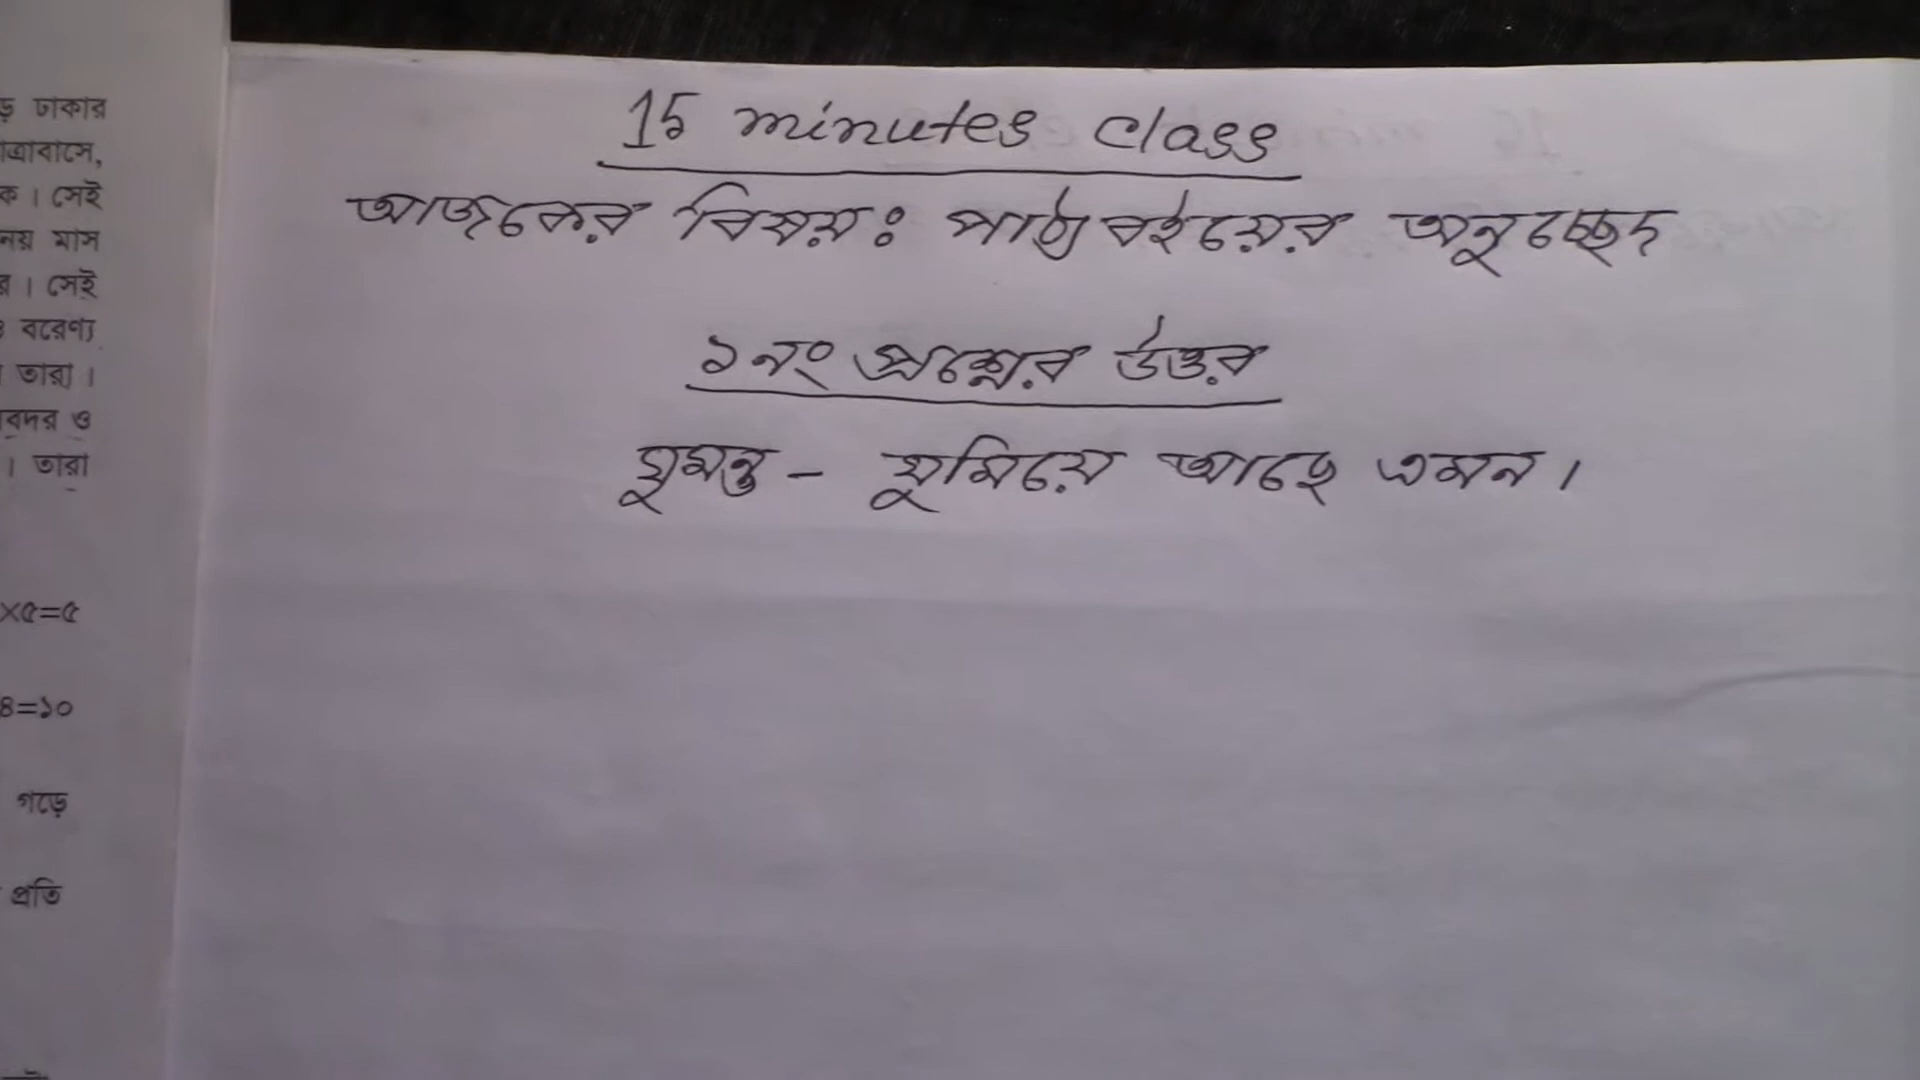 ড় ঢাকার
ত্রাবাসে,
ক । সেই
নয় মাস
র । সেই
ও বরেণ্য
তারা ।
বদর ও
। তারা
×৫=৫
৪=১০
গড়ে
প্রতি
15 minutes class
আজকের বিষয়ঃ পাঠ্য বইয়ের অনুচ্ছেদ
১নং প্রশ্নের উত্তর
ঘুমন্ত - ঘুমিয়ে আছে এমন ।